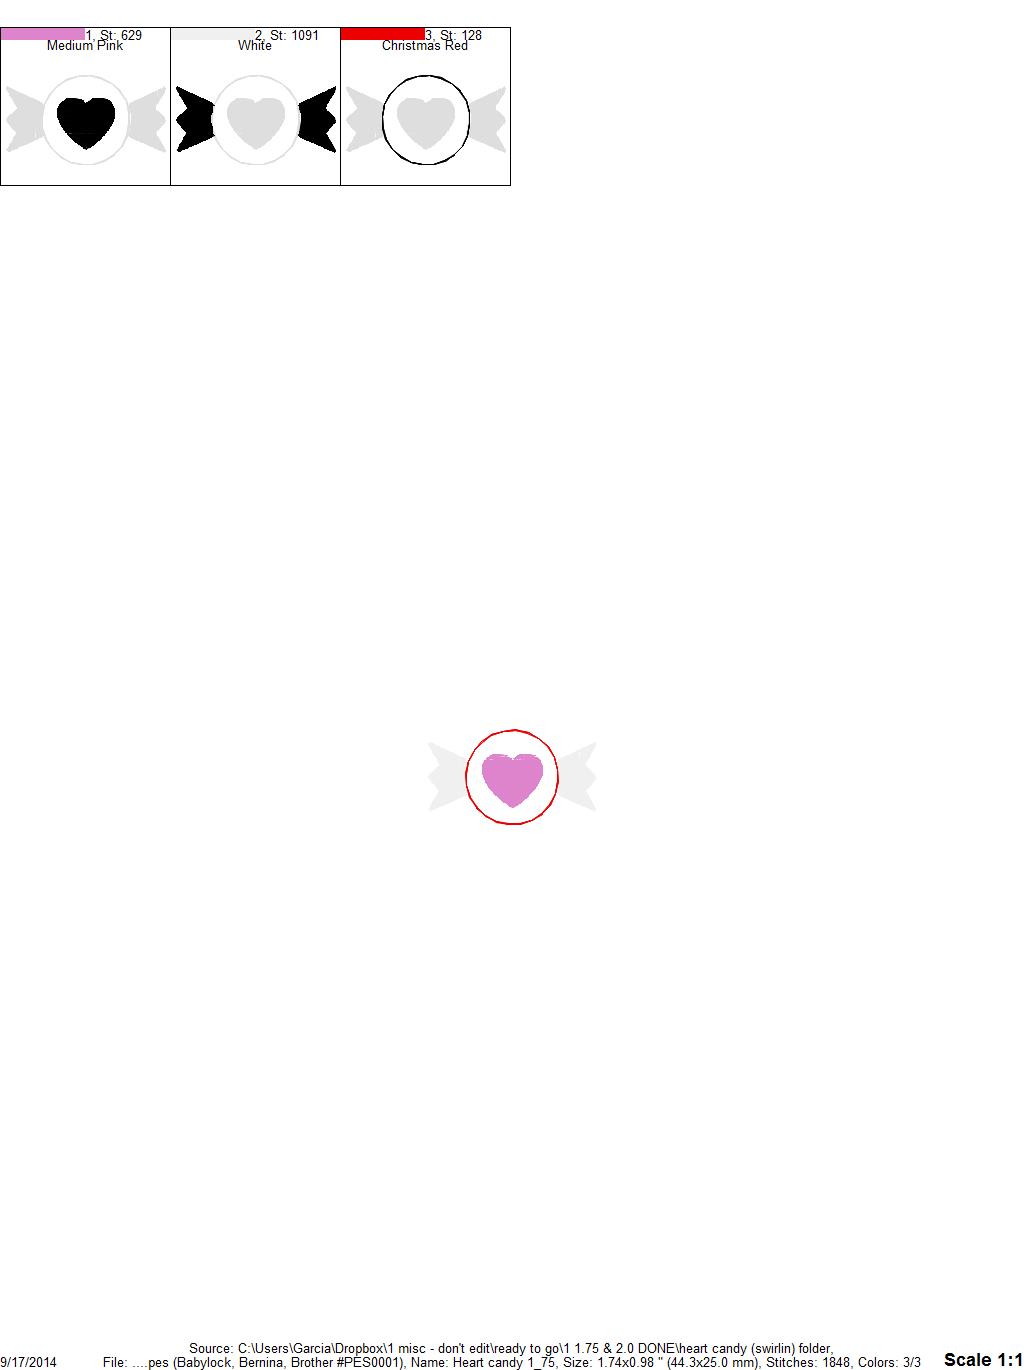 1, St: 629
Medium Pink
2, St: 1091
White
3, St: 128
Christmas Red
Source: C:\Users\Garcia\Dropbox\1 misc - don't edit\ready to go\1 1.75 & 2.0 DONE\heart candy (swirlin) folder,
9/17/2014 File: ....pes (Babylock, Bernina, Brother #PES0001), Name: Heart candy 1_75, Size: 1.74x0.98 " (44.3x25.0 mm), Stitches: 1848, Colors: 3/3 Scale 1:1